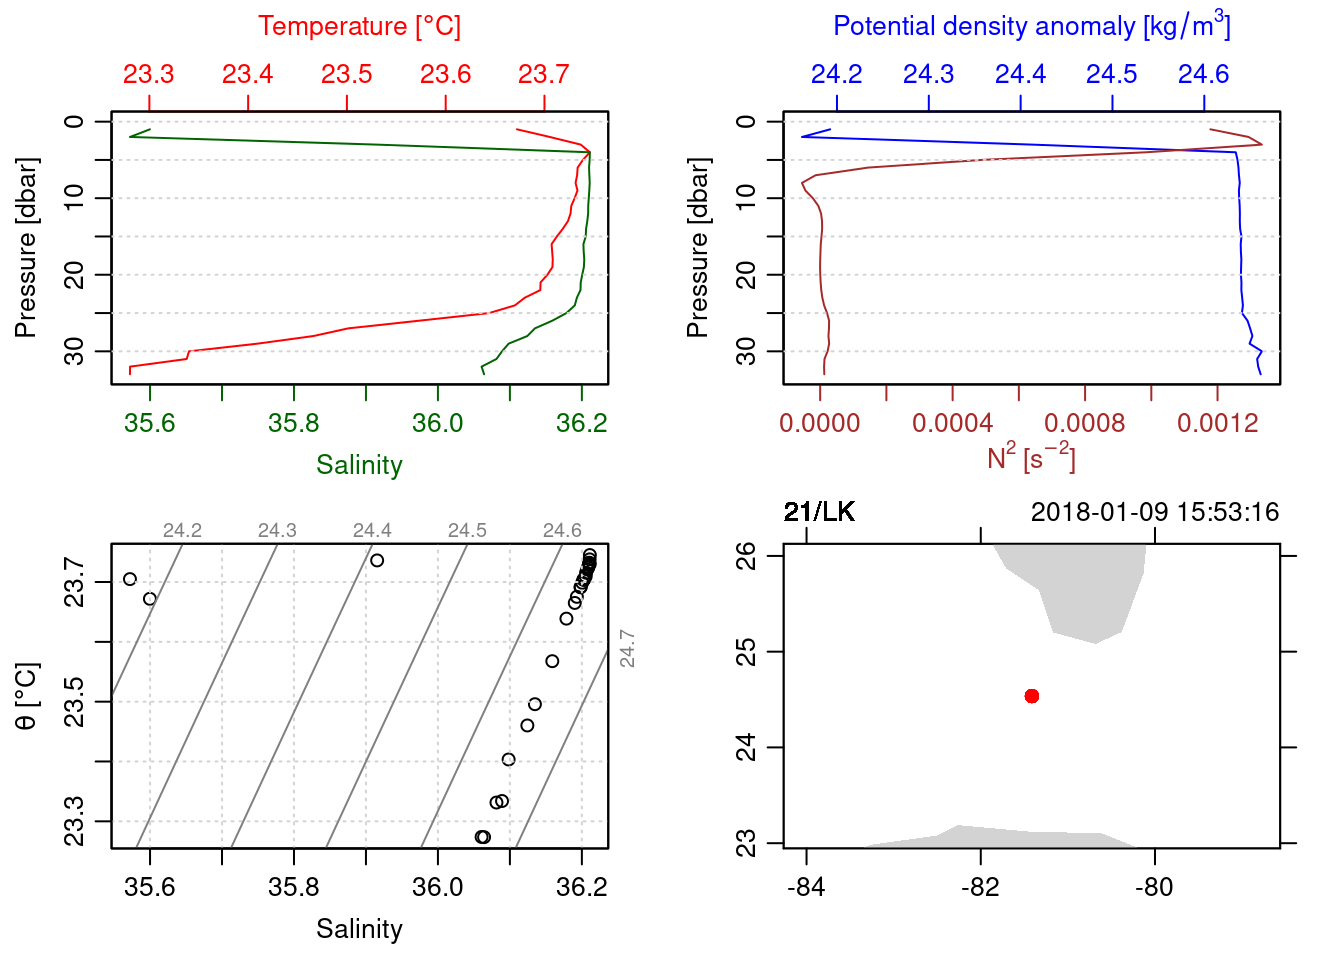 Temperature [°C]
23.3 23.4 23.5 23.6 23.7
Pressure [dbar]
0 10 20 30
35.6 35.8 36.0 36.2
Salinity
Potential density anomaly [kg/m³]
24.2 24.3 24.4 24.5 24.6
Pressure [dbar]
0 10 20 30
0.0000 0.0004 0.0008 0.0012
N² [s⁻²]
24.2 24.3 24.4 24.5 24.6
24.7
θ [°C]
23.3 23.5 23.7
35.6 35.8 36.0 36.2
Salinity
21/LK 2018-01-09 15:53:16
23 24 25 26
-84 -82 -80